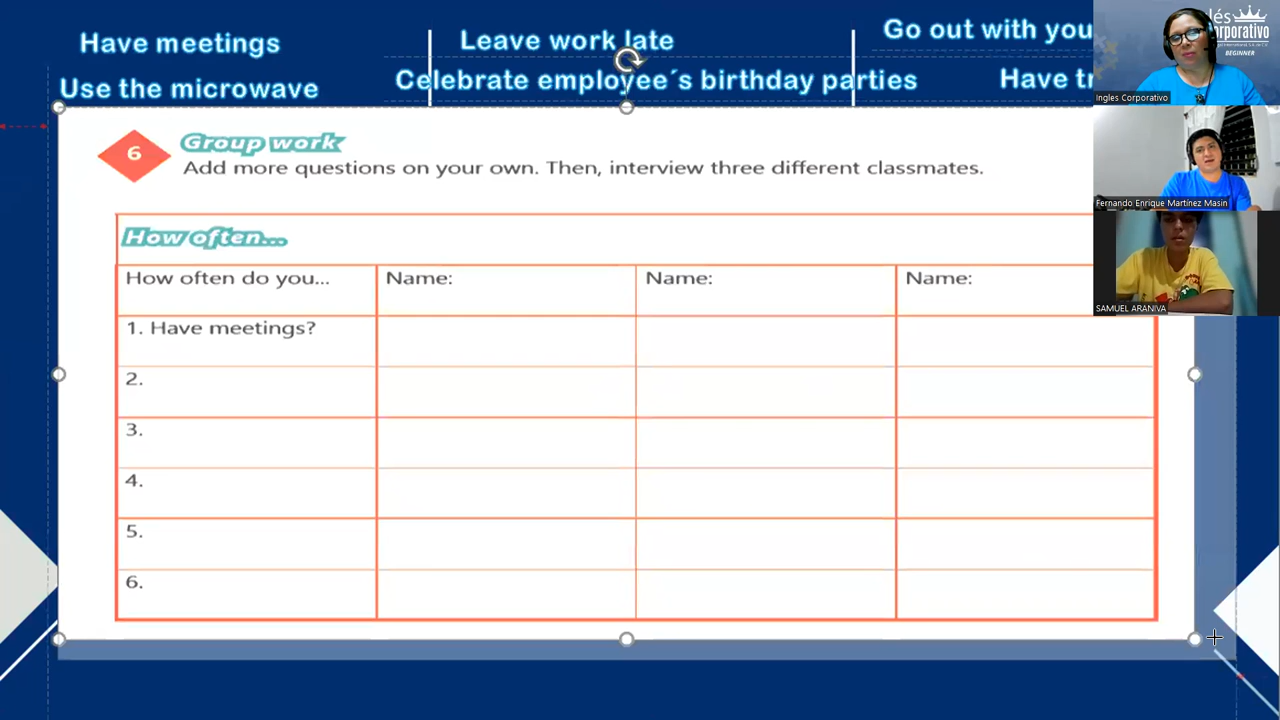 Have meetings
Leave work late
Go out with you
Use the microwave
Celebrate employee´s birthday parties
Have
6
Group work
Add more questions on your own. Then, interview three different classmates.
How often...
How often do you... Name: Name: Name:
1. Have meetings?
2.
3.
4.
5.
6.
BEGINNER
Ingles Corporativo
Fernando Enrique Martínez Masin
SAMUEL ARANIVA